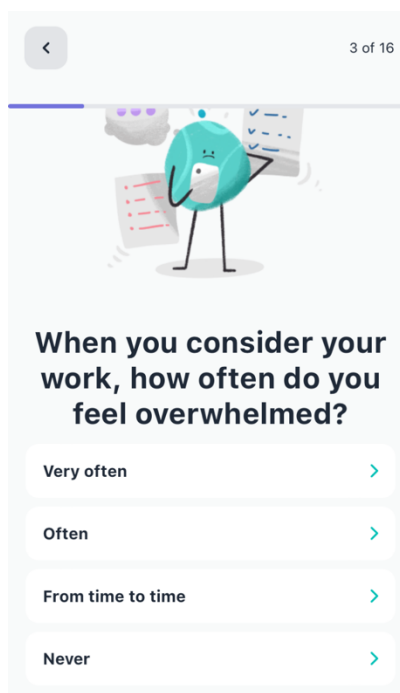 3 of 16
When you consider your
work, how often do you
feel overwhelmed?
Very often
Often
From time to time
Never